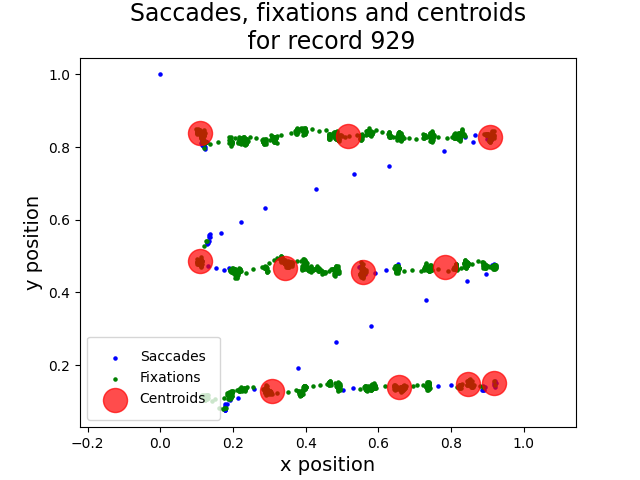 Saccades, fixations and centroids
for record 929
1.0
0.8
0.6
0.4
0.2
y position
Saccades
Fixations
Centroids
−0.2
0.0
0.2
0.4
0.6
0.8
1.0
x position